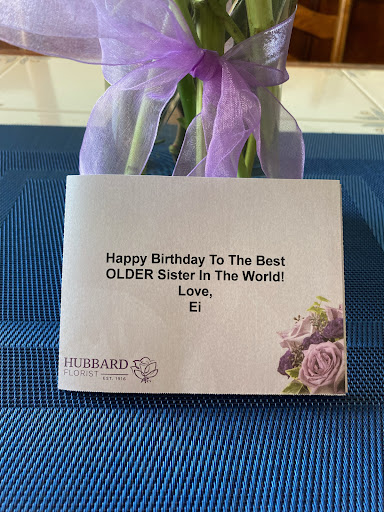 Happy Birthday To The Best
OLDER Sister In The World!
Love,
Ei
HUBBARD
FLORIST
EST. 1910